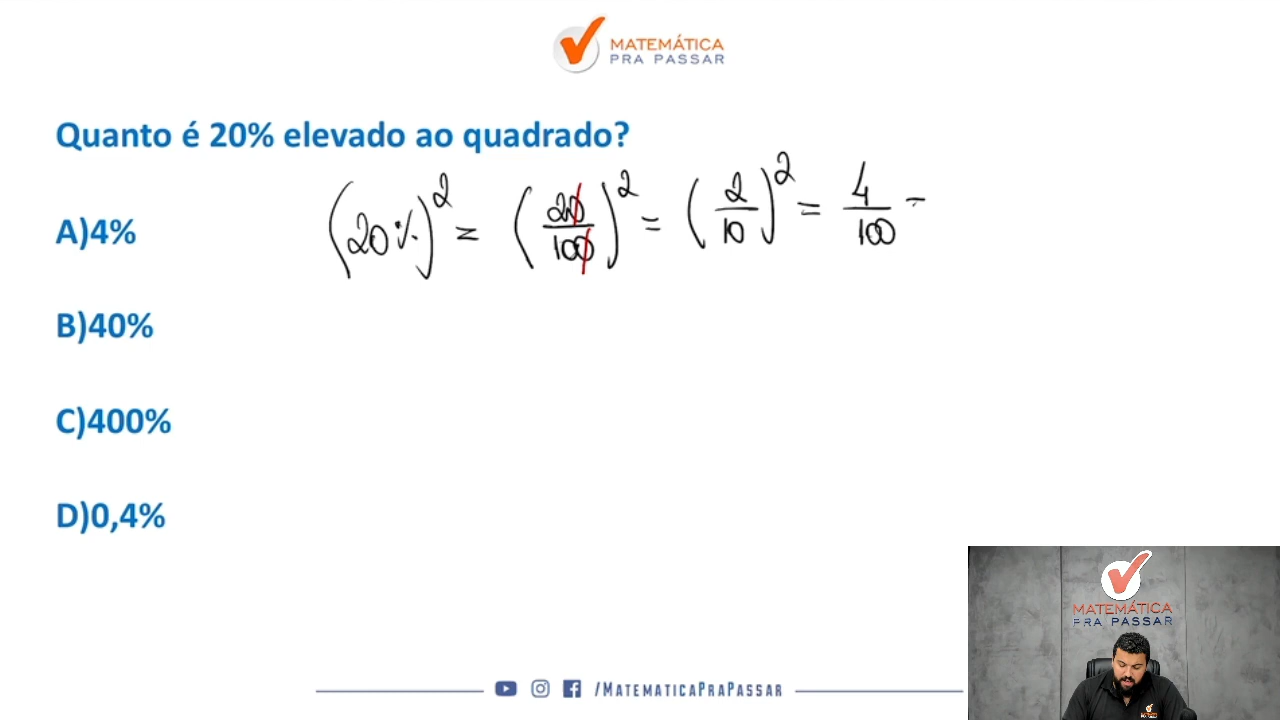 MATEMÁTICA
PRA PASSAR
Quanto é 20% elevado ao quadrado?
(20%)² = (20/100)² = (2/10)² = 4/100 =
A)4%
B)40%
C)400%
D)0,4%
MATEMÁTICA
PRA PASSAR
/MATEMATICAPRAPASSAR